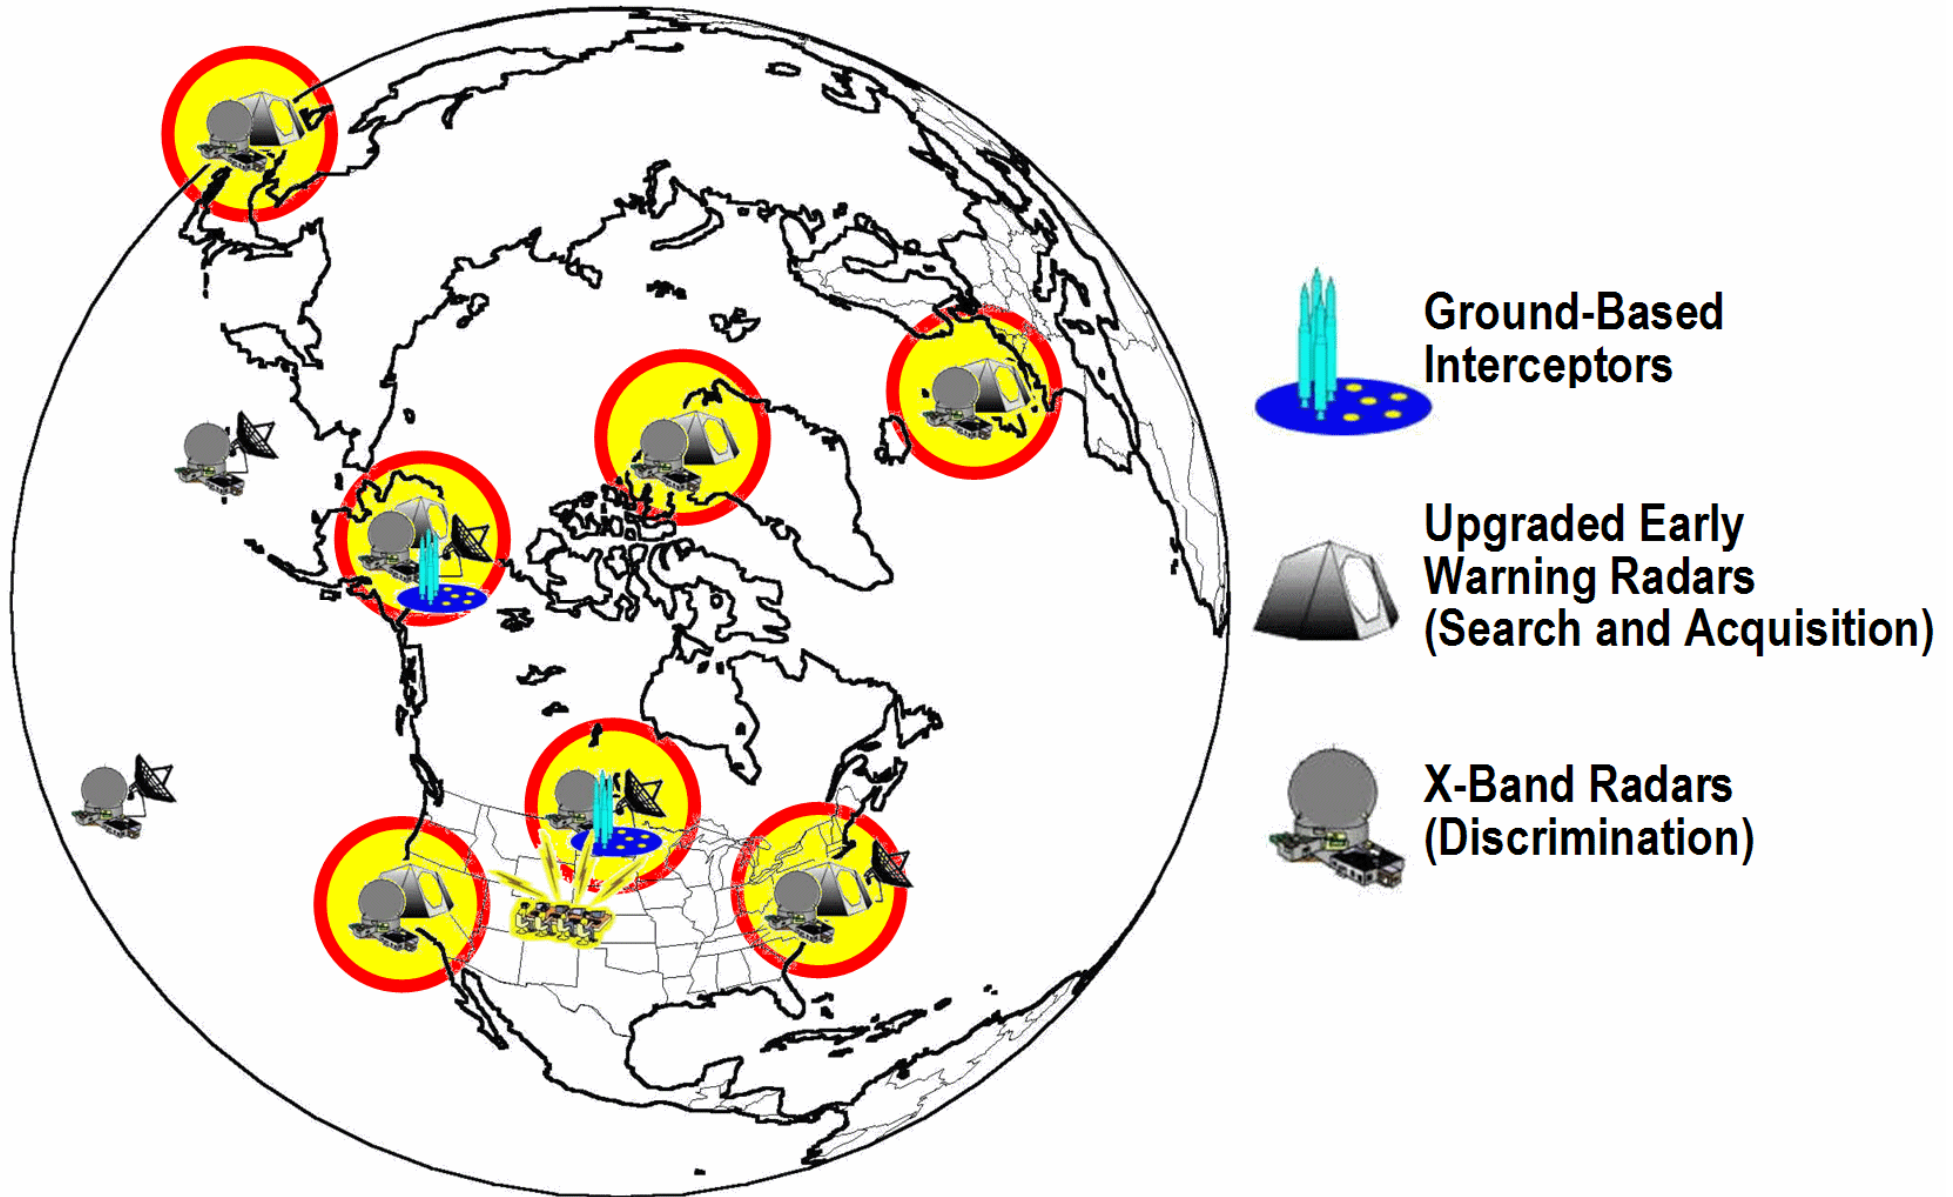 Ground-Based
Interceptors
Upgraded Early
Warning Radars
(Search and Acquisition)
X-Band Radars
(Discrimination)